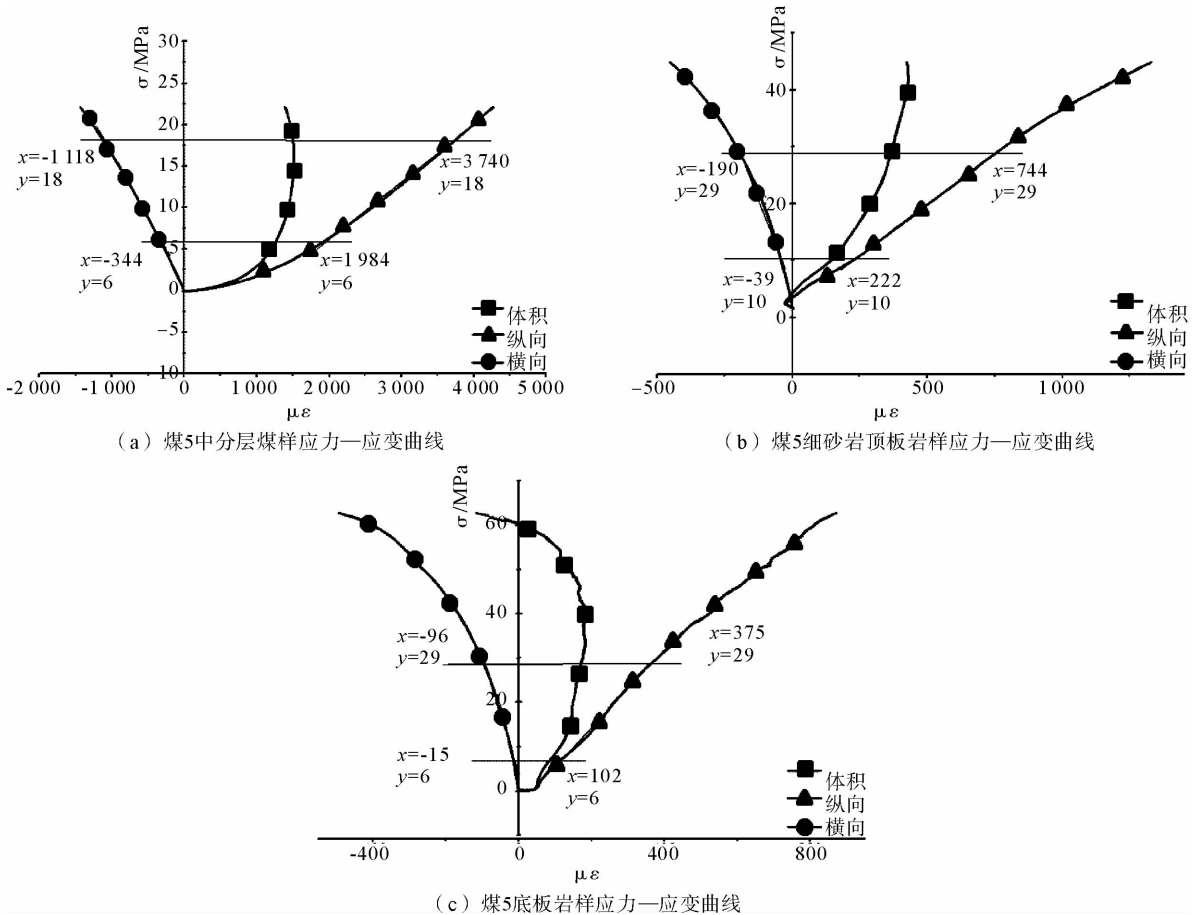 30
25
20
15
10
5
0
−5
10
σ/MPa
x=-1 118
y=18
x=3 740
y=18
x=-344
y=6
x=1 984
y=6
体积
纵向
横向
-2 000
-1 000
0
1 000
2 000
3 000
4 000
5 000
με
(a)煤5中分层煤样应力—应变曲线
σ/MPa
40
20
0
x=-190
y=29
x=744
y=29
x=-39
y=10
x=222
y=10
体积
纵向
横向
−500
0
500
1 000
με
(b)煤5细砂岩顶板岩样应力—应变曲线
σ/MPa
60
40
20
0
x=-96
y=29
x=375
y=29
x=-15
y=6
x=102
y=6
体积
纵向
横向
-400
0
400
800
με
(c)煤5底板岩样应力—应变曲线